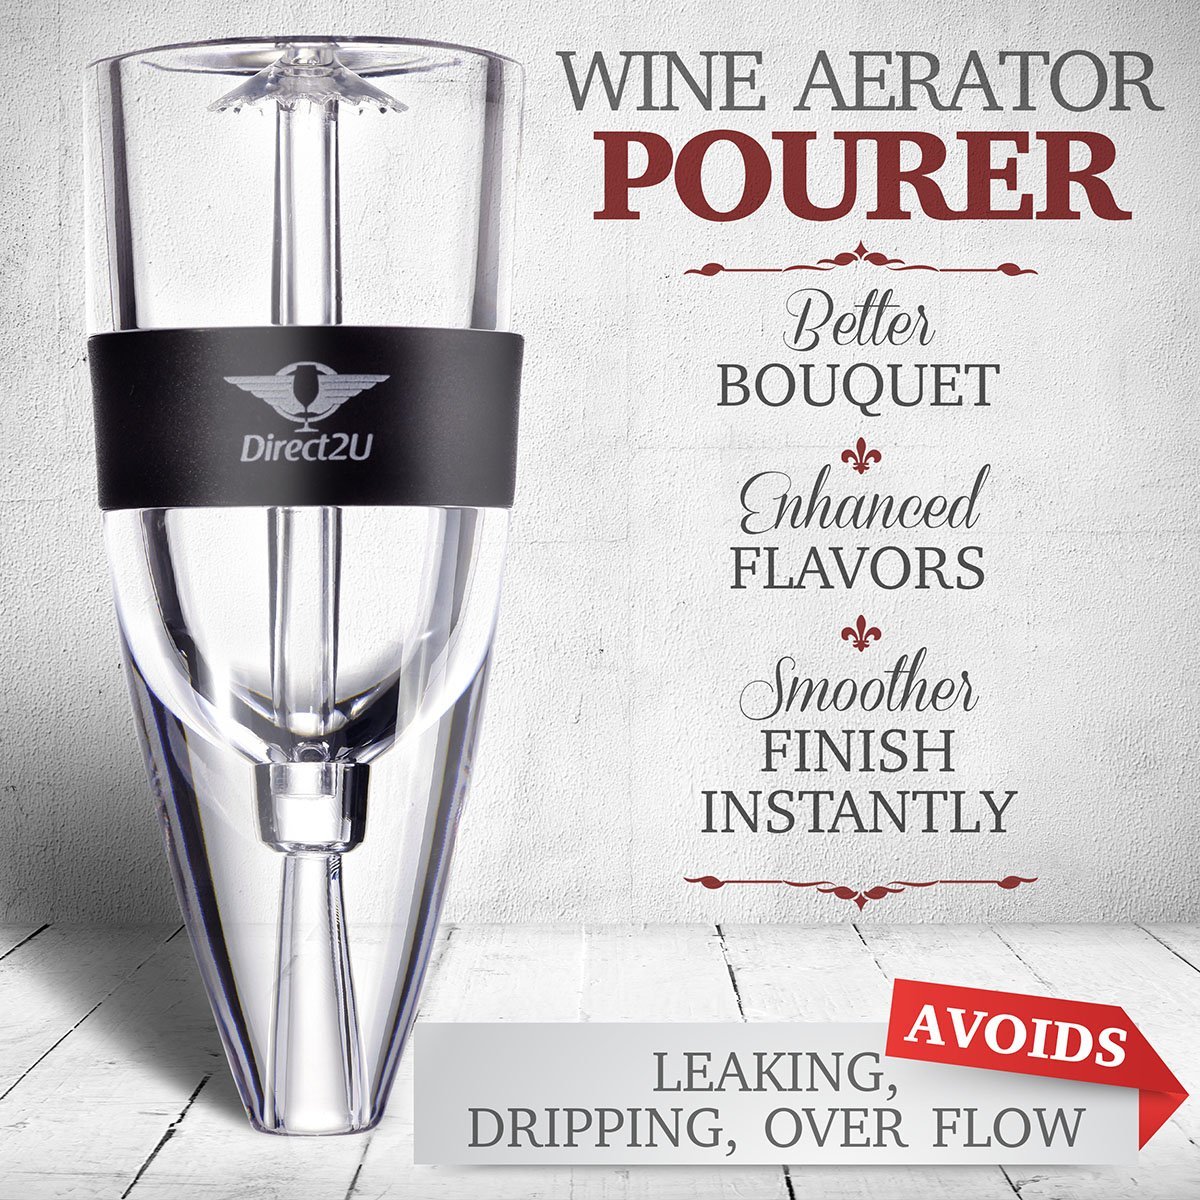 WINE AERATOR
POURER
Better
BOUQUET
Enhanced
FLAVORS
Smoother
FINISH
INSTANTLY
Direct2U
AVOIDS
LEAKING,
DRIPPING, OVER FLOW